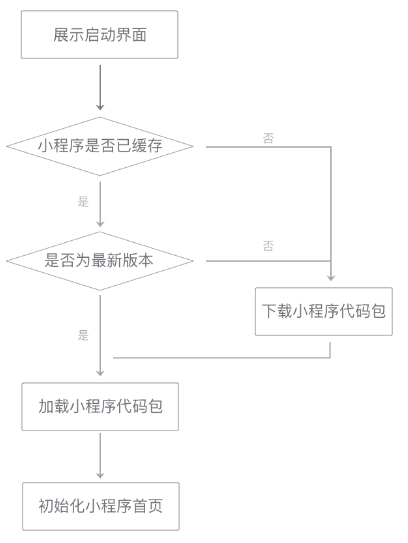 展示启动界面
小程序是否已缓存
否
是
是否为最新版本
否
下载小程序代码包
是
加载小程序代码包
初始化小程序首页